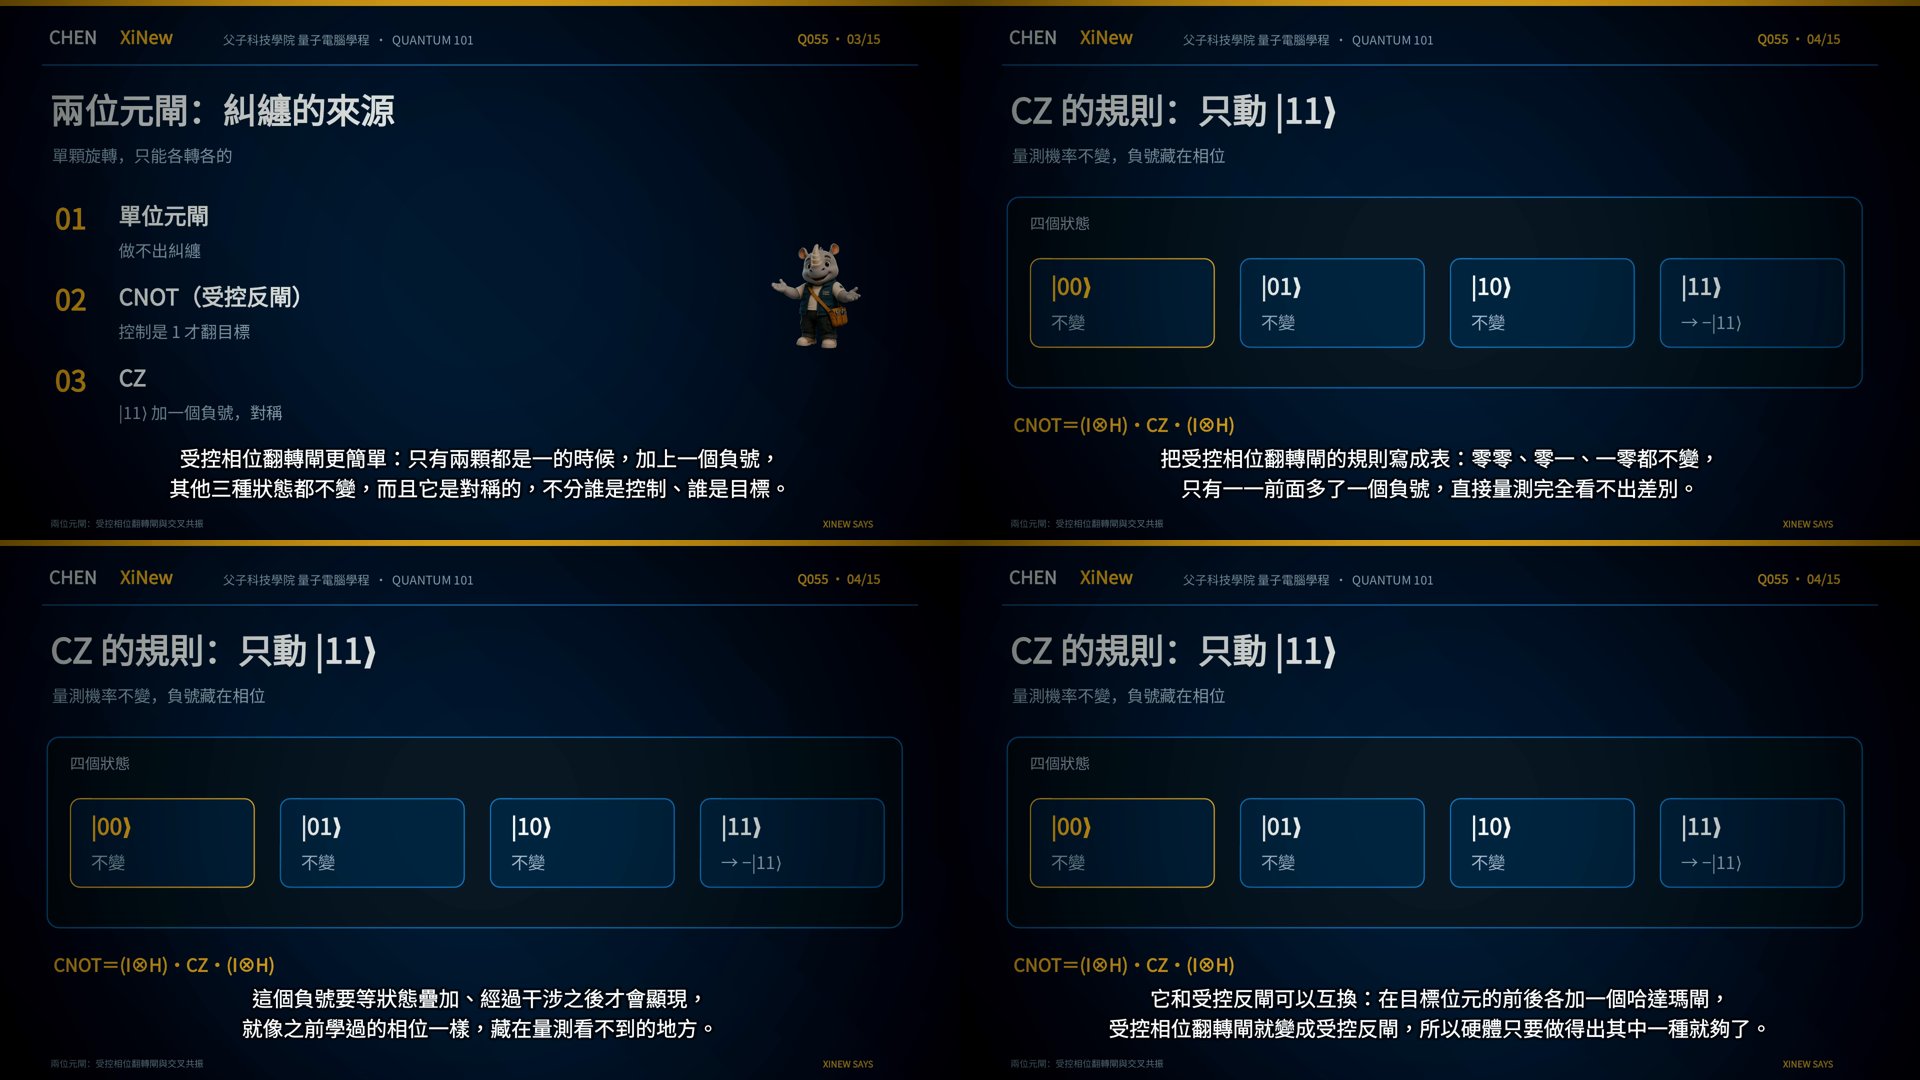 CHEN XiNew 父子科技學院 量子電腦學程 · QUANTUM 101 Q055 · 03/15
兩位元閘：糾纏的來源
單顆旋轉，只能各轉各的
01 單位元閘
做不出糾纏
02 CNOT（受控反閘）
控制是 1 才翻目標
03 CZ
|11⟩ 加一個負號，對稱
受控相位翻轉閘更簡單：只有兩顆都是一的時候，加上一個負號，
其他三種狀態都不變，而且它是對稱的，不分誰是控制、誰是目標。
兩位元閘：受控相位翻轉閘與交叉共振 XINEW SAYS
CHEN XiNew 父子科技學院 量子電腦學程 · QUANTUM 101 Q055 · 04/15
CZ 的規則：只動 |11⟩
量測機率不變，負號藏在相位
四個狀態
|00⟩ |01⟩ |10⟩ |11⟩
不變 不變 不變 → −|11⟩
CNOT＝(I⊗H)・CZ・(I⊗H)
把受控相位翻轉閘的規則寫成表：零零、零一、一零都不變，
只有一一前面多了一個負號，直接量測完全看不出差別。
兩位元閘：受控相位翻轉閘與交叉共振 XINEW SAYS
CHEN XiNew 父子科技學院 量子電腦學程 · QUANTUM 101 Q055 · 04/15
CZ 的規則：只動 |11⟩
量測機率不變，負號藏在相位
四個狀態
|00⟩ |01⟩ |10⟩ |11⟩
不變 不變 不變 → −|11⟩
CNOT＝(I⊗H)・CZ・(I⊗H)
這個負號要等狀態疊加、經過干涉之後才會顯現，
就像之前學過的相位一樣，藏在量測看不到的地方。
兩位元閘：受控相位翻轉閘與交叉共振 XINEW SAYS
CHEN XiNew 父子科技學院 量子電腦學程 · QUANTUM 101 Q055 · 04/15
CZ 的規則：只動 |11⟩
量測機率不變，負號藏在相位
四個狀態
|00⟩ |01⟩ |10⟩ |11⟩
不變 不變 不變 → −|11⟩
CNOT＝(I⊗H)・CZ・(I⊗H)
它和受控反閘可以互換：在目標位元的前後各加一個哈達瑪閘，
受控相位翻轉閘就變成受控反閘，所以硬體只要做得出其中一種就夠了。
兩位元閘：受控相位翻轉閘與交叉共振 XINEW SAYS